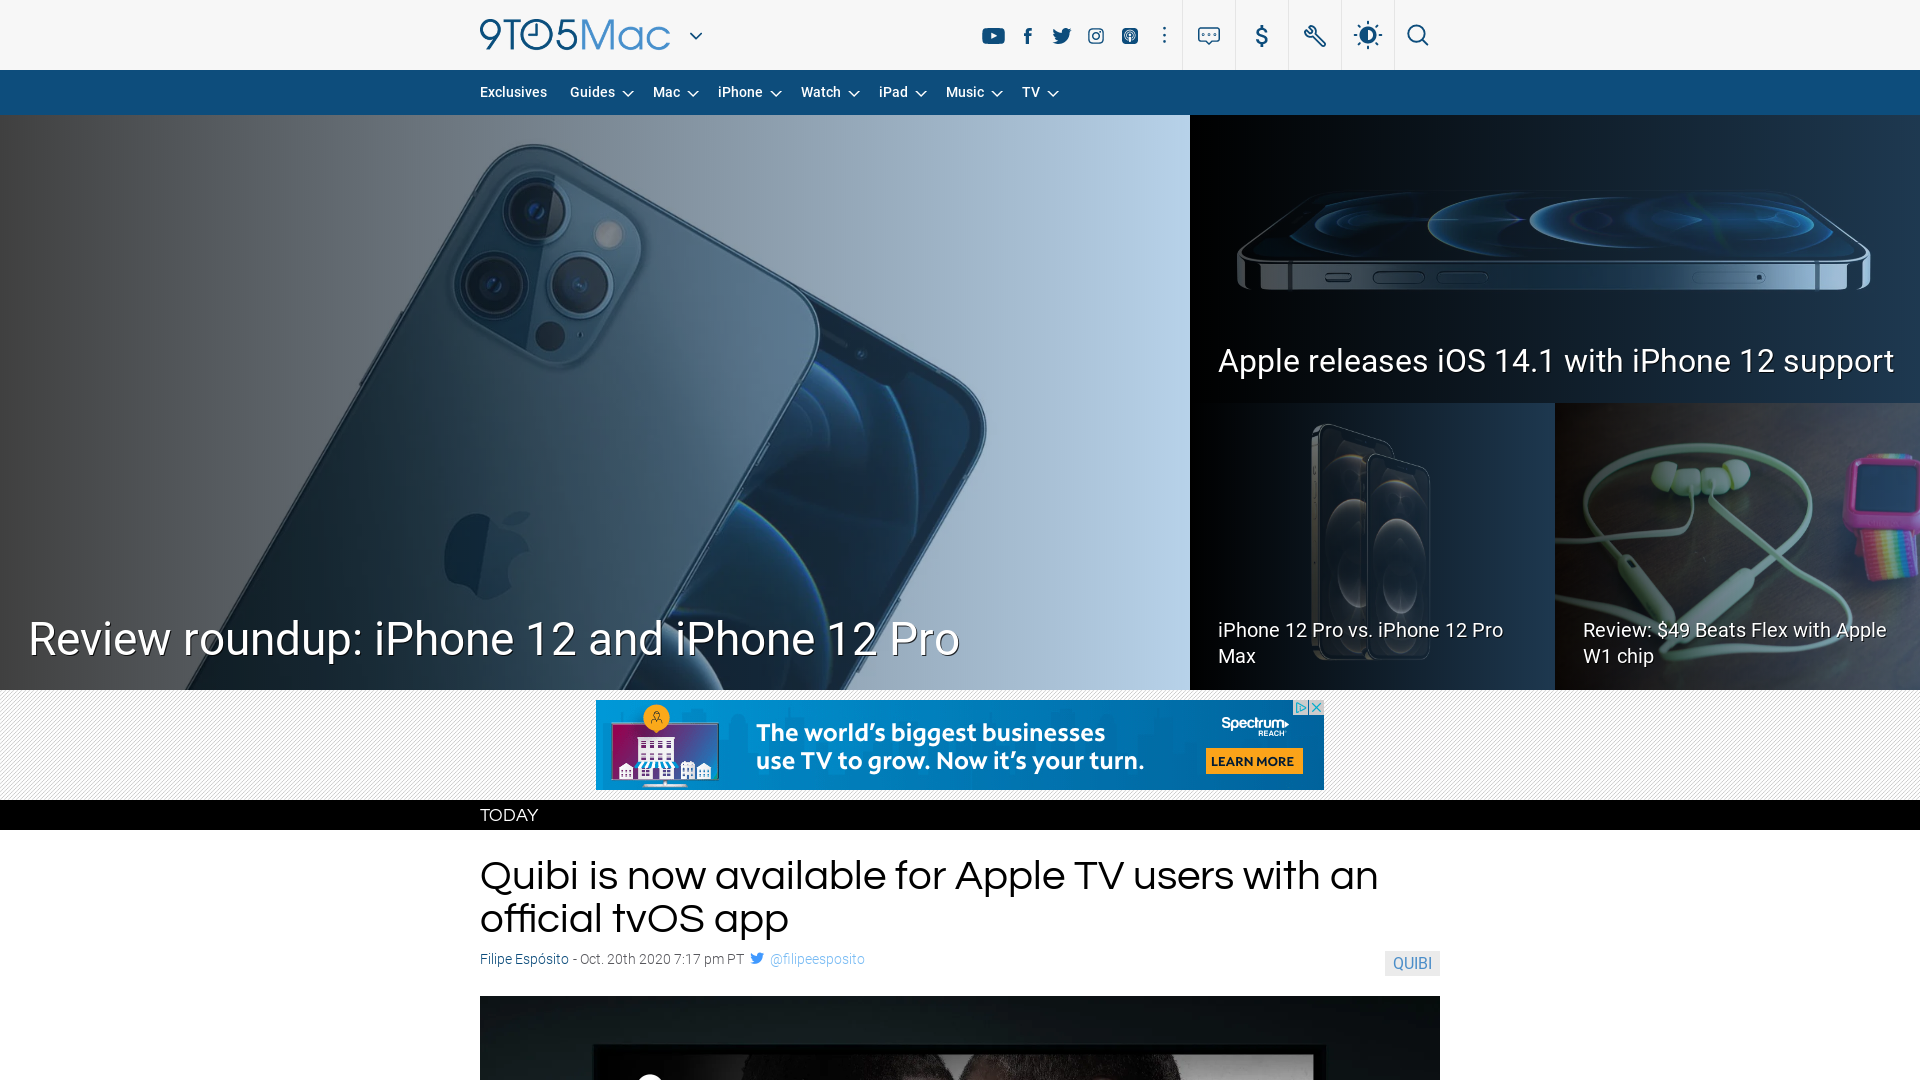 9TO5Mac
Exclusives Guides Mac iPhone Watch iPad Music TV
Review roundup: iPhone 12 and iPhone 12 Pro
Apple releases iOS 14.1 with iPhone 12 support
iPhone 12 Pro vs. iPhone 12 Pro
Max
Review: $49 Beats Flex with Apple
W1 chip
The world's biggest businesses
use TV to grow. Now it's your turn.
Spectrum
REACH
LEARN MORE
TODAY
Quibi is now available for Apple TV users with an
official tvOS app
Filipe Espósito - Oct. 20th 2020 7:17 pm PT @filipeesposito
QUIBI